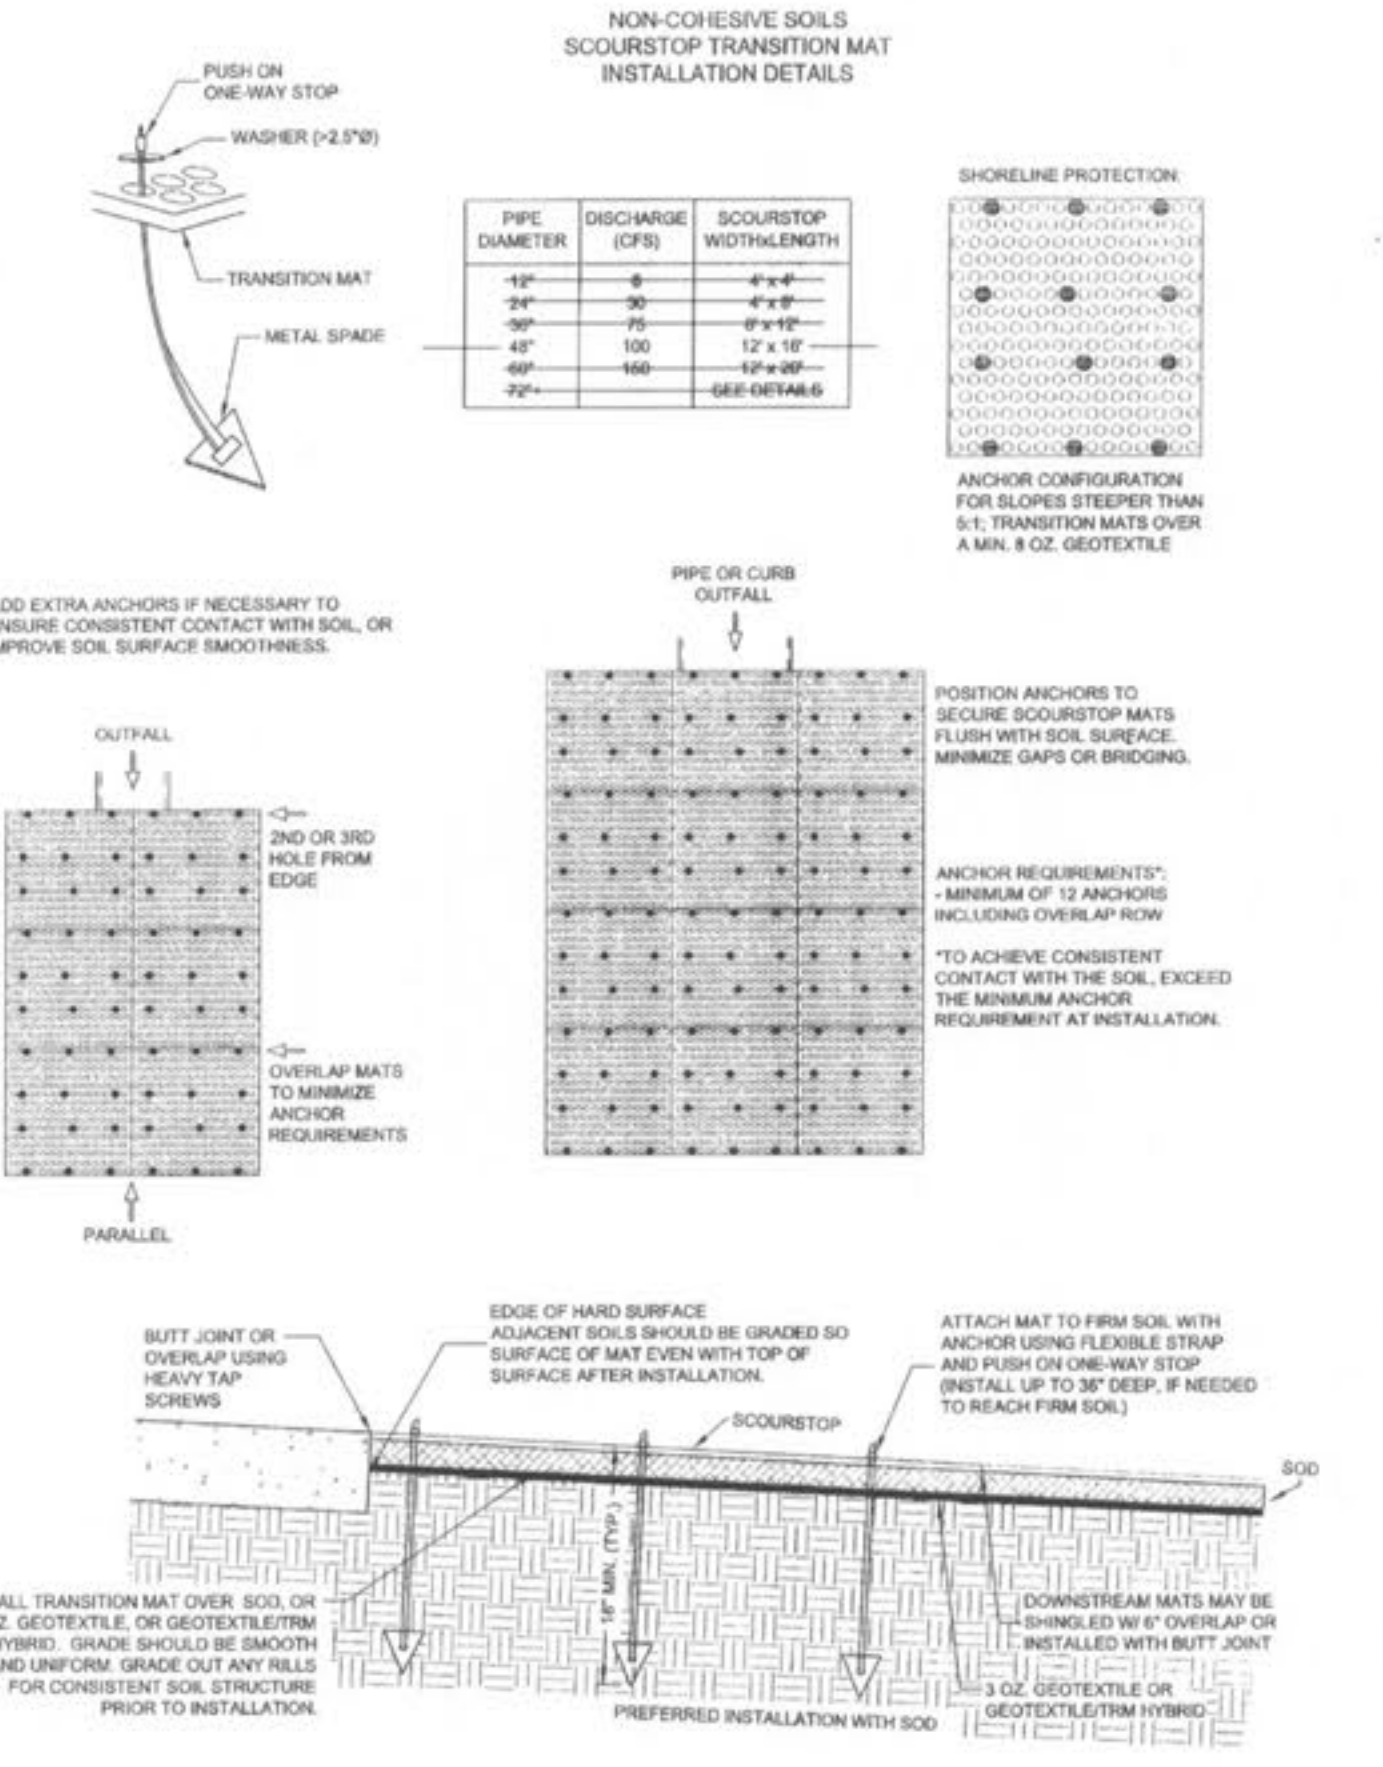 NON-COHESIVE SOILS
SCOURSTOP TRANSITION MAT
INSTALLATION DETAILS
PUSH ON
ONE-WAY STOP
WASHER (>2.5"Ø)
TRANSITION MAT
METAL SPADE
PIPE DIAMETER DISCHARGE (CFS) SCOURSTOP WIDTHxLENGTH
12" 8 4' x 4'
24" 30 4' x 8'
36" 75 8' x 12'
48" 100 12' x 16'
60" 150 12' x 20'
72"+ SEE DETAILS
SHORELINE PROTECTION:
ANCHOR CONFIGURATION
FOR SLOPES STEEPER THAN
5:1; TRANSITION MATS OVER
A MIN. 8 OZ. GEOTEXTILE
DD EXTRA ANCHORS IF NECESSARY TO
NSURE CONSISTENT CONTACT WITH SOIL, OR
MPROVE SOIL SURFACE SMOOTHNESS.
OUTFALL
2ND OR 3RD
HOLE FROM
EDGE
OVERLAP MATS
TO MINIMIZE
ANCHOR
REQUIREMENTS
PARALLEL
PIPE OR CURB
OUTFALL
POSITION ANCHORS TO
SECURE SCOURSTOP MATS
FLUSH WITH SOIL SURFACE.
MINIMIZE GAPS OR BRIDGING.
ANCHOR REQUIREMENTS*:
- MINIMUM OF 12 ANCHORS
INCLUDING OVERLAP ROW
*TO ACHIEVE CONSISTENT
CONTACT WITH THE SOIL, EXCEED
THE MINIMUM ANCHOR
REQUIREMENT AT INSTALLATION.
BUTT JOINT OR
OVERLAP USING
HEAVY TAP
SCREWS
EDGE OF HARD SURFACE
ADJACENT SOILS SHOULD BE GRADED SO
SURFACE OF MAT EVEN WITH TOP OF
SURFACE AFTER INSTALLATION.
ATTACH MAT TO FIRM SOIL WITH
ANCHOR USING FLEXIBLE STRAP
AND PUSH ON ONE-WAY STOP
(INSTALL UP TO 36" DEEP, IF NEEDED
TO REACH FIRM SOIL)
SCOURSTOP
SOD
MIN. (TYP.)
ALL TRANSITION MAT OVER SOD, OR
Z. GEOTEXTILE, OR GEOTEXTILE/TRM
HYBRID. GRADE SHOULD BE SMOOTH
ND UNIFORM. GRADE OUT ANY RILLS
FOR CONSISTENT SOIL STRUCTURE
PRIOR TO INSTALLATION.
DOWNSTREAM MATS MAY BE
SHINGLED W/ 6" OVERLAP OR
INSTALLED WITH BUTT JOINT
3 OZ. GEOTEXTILE OR
GEOTEXTILE/TRM HYBRID
PREFERRED INSTALLATION WITH SOD